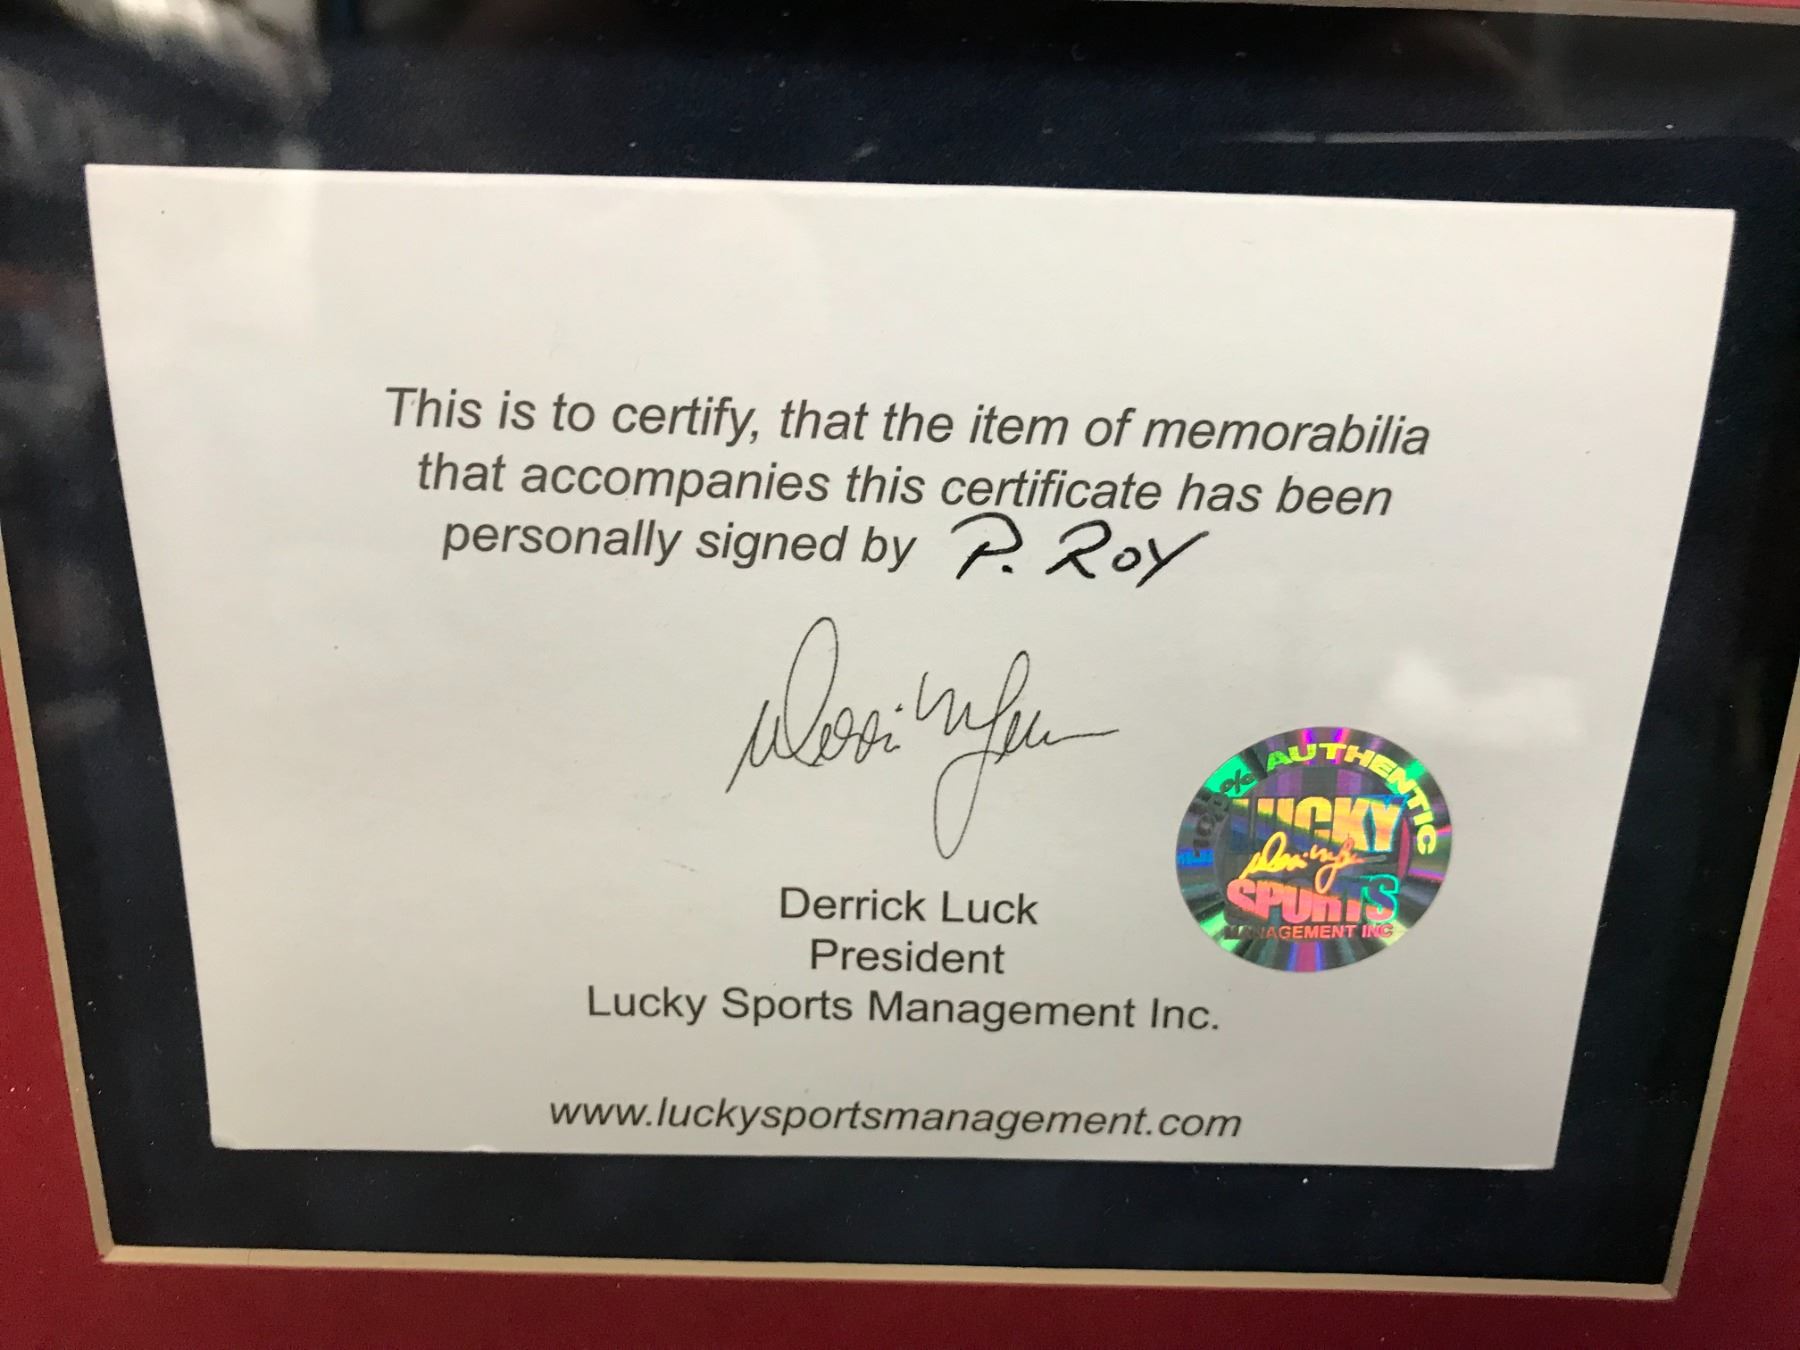 This is to certify, that the item of memorabilia
that accompanies this certificate has been
personally signed by P. ROY
Derrick Luck
President
Lucky Sports Management Inc.
www.luckysportsmanagement.com
100% AUTHENTIC
LUCKY
SPORTS
MANAGEMENT INC